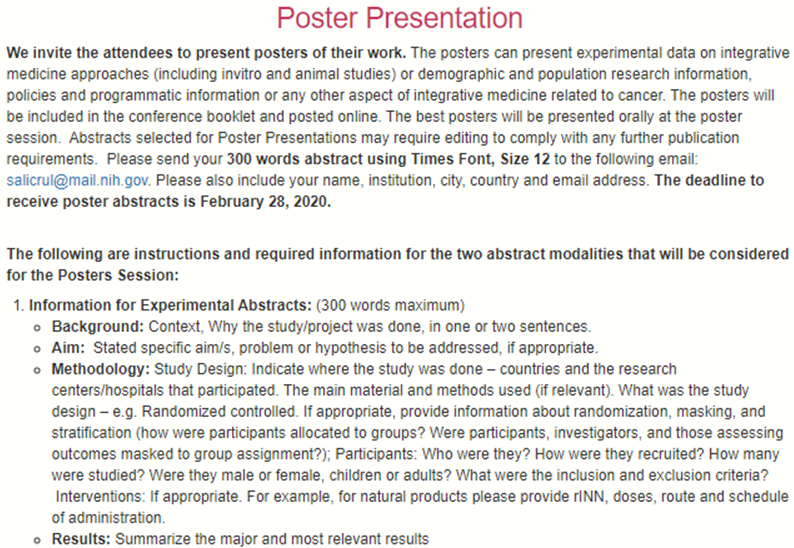 Poster Presentation
We invite the attendees to present posters of their work. The posters can present experimental data on integrative
medicine approaches (including invitro and animal studies) or demographic and population research information,
policies and programmatic information or any other aspect of integrative medicine related to cancer. The posters will
be included in the conference booklet and posted online. The best posters will be presented orally at the poster
session.  Abstracts selected for Poster Presentations may require editing to comply with any further publication
requirements.  Please send your 300 words abstract using Times Font, Size 12 to the following email:
salicrul@mail.nih.gov. Please also include your name, institution, city, country and email address. The deadline to
receive poster abstracts is February 28, 2020.
The following are instructions and required information for the two abstract modalities that will be considered
for the Posters Session:
1. Information for Experimental Abstracts: (300 words maximum)
○ Background: Context, Why the study/project was done, in one or two sentences.
○ Aim:  Stated specific aim/s, problem or hypothesis to be addressed, if appropriate.
○ Methodology: Study Design: Indicate where the study was done – countries and the research
centers/hospitals that participated. The main material and methods used (if relevant). What was the study
design – e.g. Randomized controlled. If appropriate, provide information about randomization, masking, and
stratification (how were participants allocated to groups? Were participants, investigators, and those assessing
outcomes masked to group assignment?); Participants: Who were they? How were they recruited? How many
were studied? Were they male or female, children or adults? What were the inclusion and exclusion criteria?
Interventions: If appropriate. For example, for natural products please provide rINN, doses, route and schedule
of administration.
○ Results: Summarize the major and most relevant results